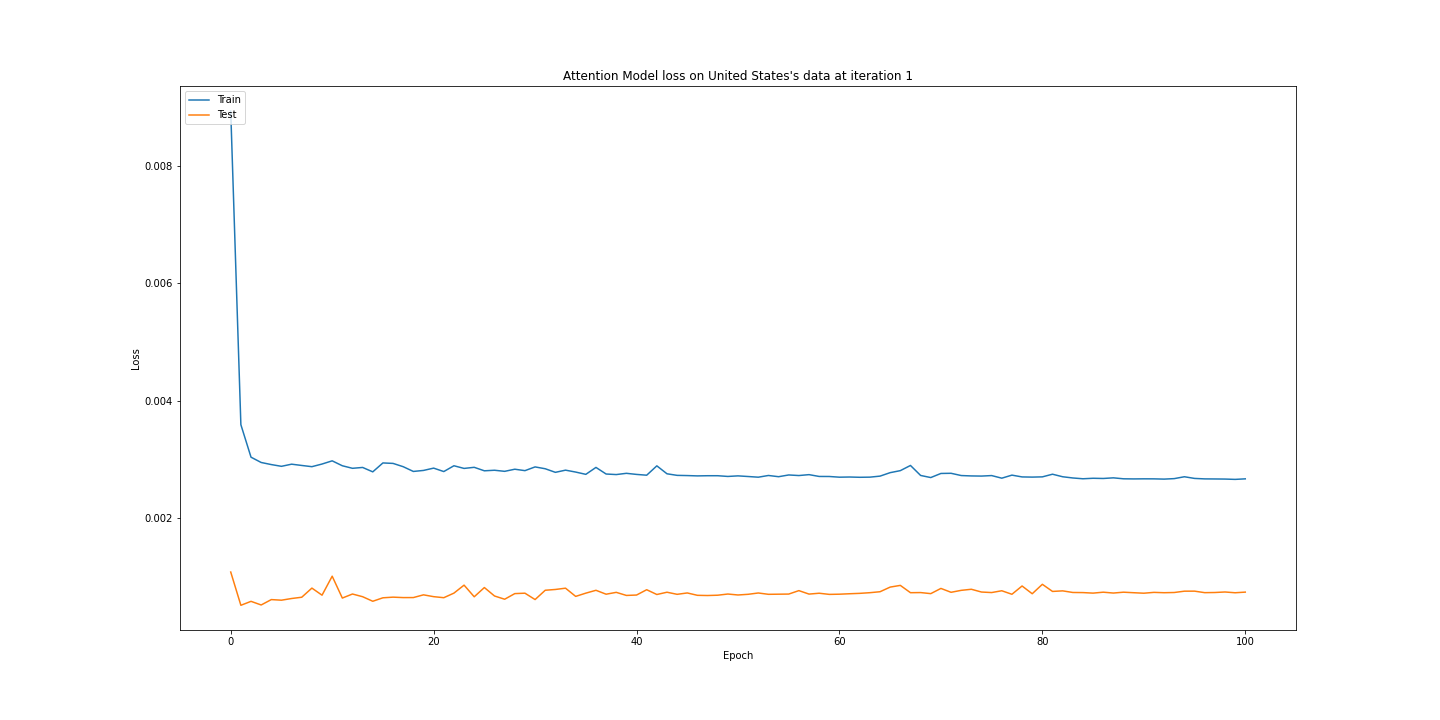 Attention Model loss on United States's data at iteration 1
Train
Test
0.008
0.006
0.004
0.002
Loss
0
20
40
60
80
100
Epoch